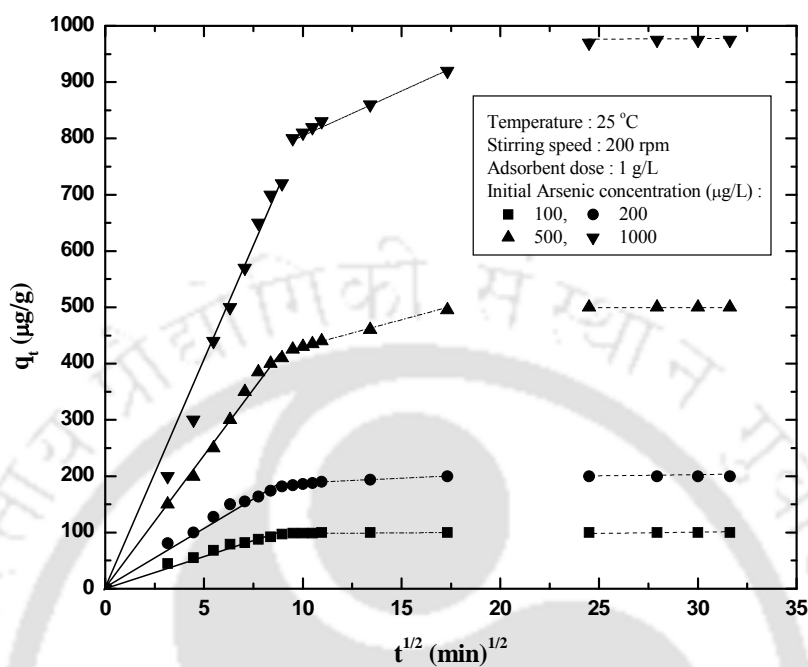 1000
900
800
700
600
500
400
300
200
100
0
q_t (μg/g)
Temperature : 25 °C
Stirring speed : 200 rpm
Adsorbent dose : 1 g/L
Initial Arsenic concentration (μg/L) :
■ 100, ● 200
▲ 500, ▼ 1000
0 5 10 15 20 25 30 35
t^{1/2} (min)^{1/2}